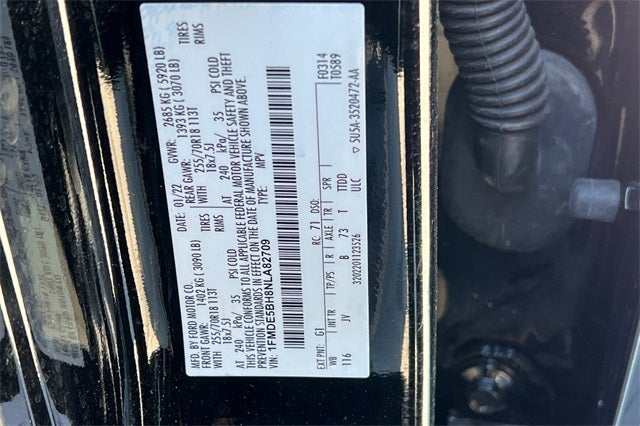 MFD. BY FORD MOTOR CO.
DATE: 01/22 GVWR: 2685 KG ( 5920 LB)
FRONT GAWR: 1402 KG ( 3090 LB) REAR GAWR: 1393 KG ( 3070 LB)
WITH 255/70R18 113T TIRES WITH 255/70R18 113T TIRES
18x7.5J RIMS 18x7.5J RIMS
AT 240 kPa/ 35 PSI COLD AT 240 kPa/ 35 PSI COLD
THIS VEHICLE CONFORMS TO ALL APPLICABLE FEDERAL MOTOR VEHICLE SAFETY AND THEFT
PREVENTION STANDARDS IN EFFECT ON THE DATE OF MANUFACTURE SHOWN ABOVE.
VIN: 1FMDE5BH8NLA82709 TYPE: MPV
F0314
T0589
EXT PNT: G1 RC: 71 DSO:
WB INT TR TP/PS R AXLE TR SPR
116 JV B 73 T TTDD
3202201123526 ULC 5U5A-3520472-AA